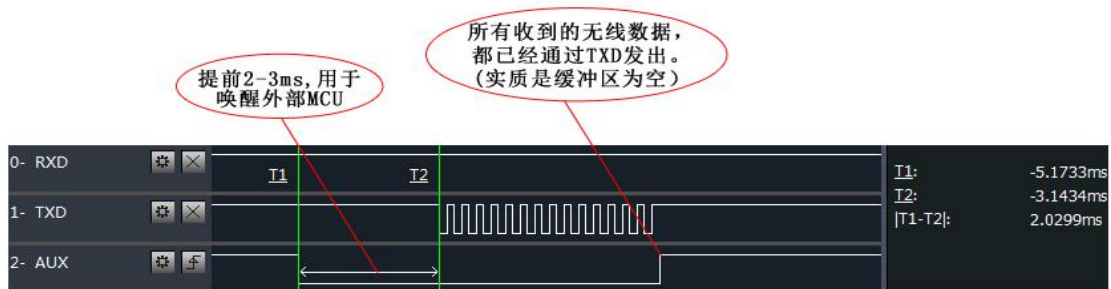 所有收到的无线数据，
都已经通过TXD发出。
(实质是缓冲区为空)
提前2-3ms,用于
唤醒外部MCU
0- RXD
T1
T2
1- TXD
2- AUX
T1: -5.1733ms
T2: -3.1434ms
|T1-T2|: 2.0299ms